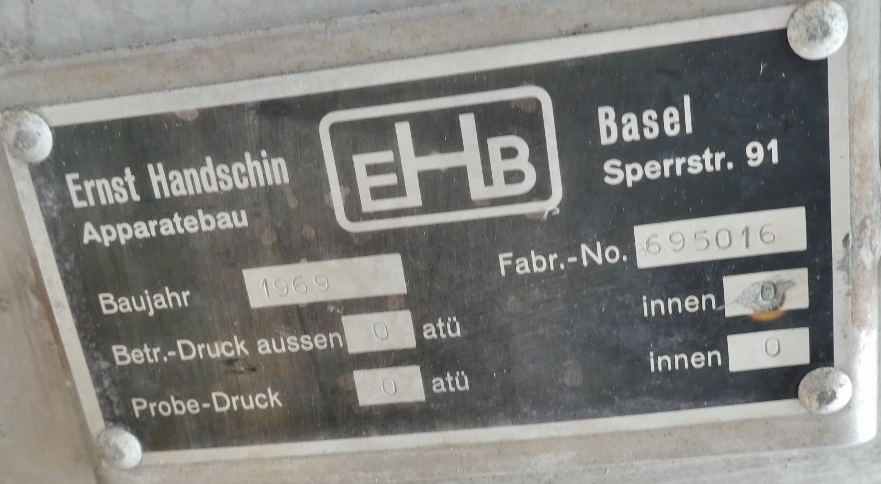 Ernst Handschin
Apparatebau
EHB
Basel
Sperrstr. 91
Fabr.-No. 695016
Baujahr 1969
Betr.-Druck aussen 0 atü innen 0
Probe-Druck 0 atü innen 0